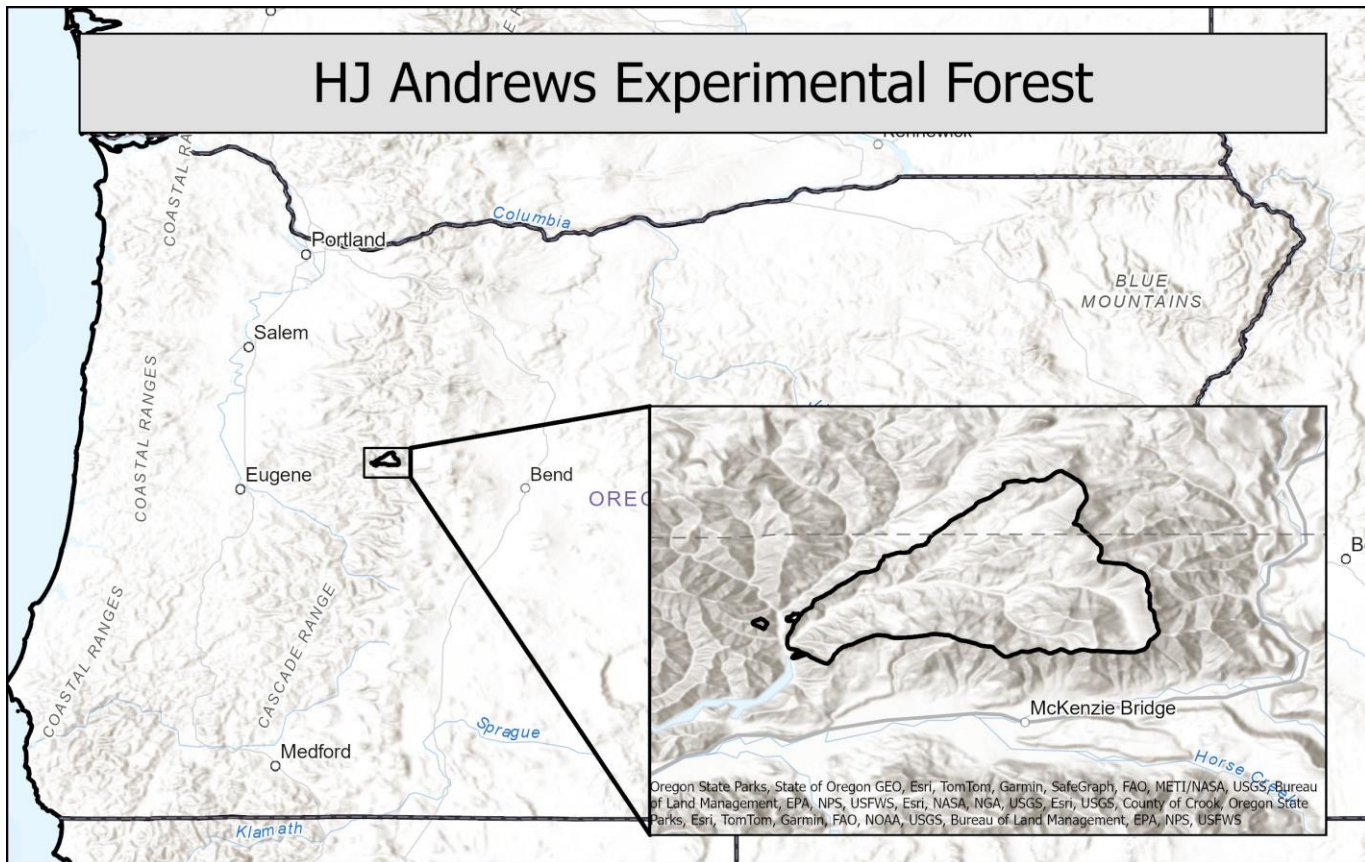 HJ Andrews Experimental Forest
COASTAL RA
Columbia
Portland
BLUE
MOUNTAINS
Salem
COASTAL RANGES
Eugene
Bend
OREG
COASTAL RANGES
CASCADE RANGE
McKenzie Bridge
Sprague
Medford
Horse Creek
Klamath
Oregon State Parks, State of Oregon GEO, Esri, TomTom, Garmin, SafeGraph, FAO, METI/NASA, USGS, Bureau
of Land Management, EPA, NPS, USFWS, Esri, NASA, NGA, USGS, Esri, USGS, County of Crook, Oregon State
Parks, Esri, TomTom, Garmin, FAO, NOAA, USGS, Bureau of Land Management, EPA, NPS, USFWS